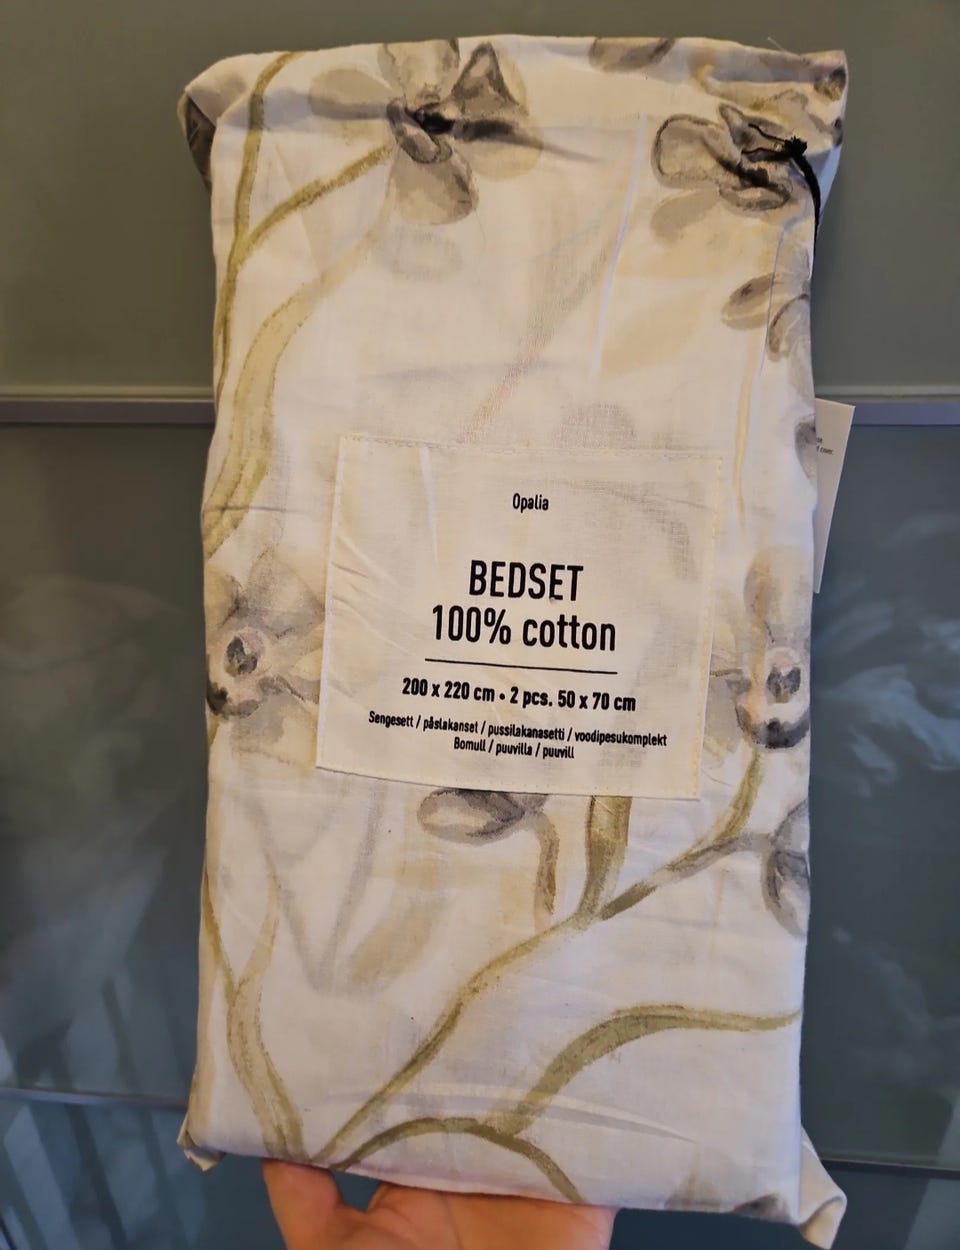 Opalia
BEDSET
100% cotton
200 x 220 cm • 2 pcs. 50 x 70 cm
Sengesett / påslakanset / pussilakanasetti / voodipesukomplekt
Bomull / puuvilla / puuvill